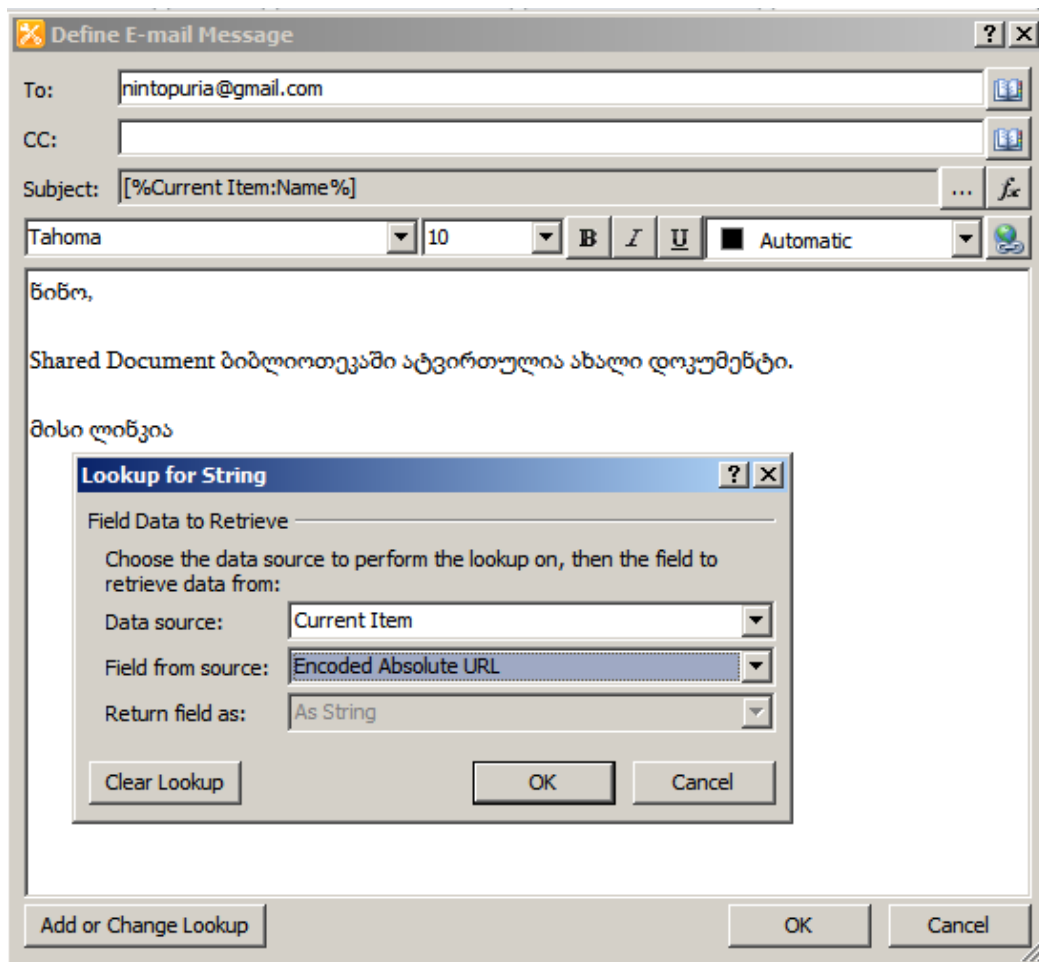 Define E-mail Message
To: nintopuria@gmail.com
CC:
Subject: [%Current Item:Name%] ... fx
Tahoma 10 B I U Automatic
ნინო,
Shared Document ბიბლიოთეკაში ატვირთულია ახალი დოკუმენტი.
მისი ლინკია
Lookup for String
Field Data to Retrieve
Choose the data source to perform the lookup on, then the field to
retrieve data from:
Data source: Current Item
Field from source: Encoded Absolute URL
Return field as: As String
Clear Lookup OK Cancel
Add or Change Lookup OK Cancel